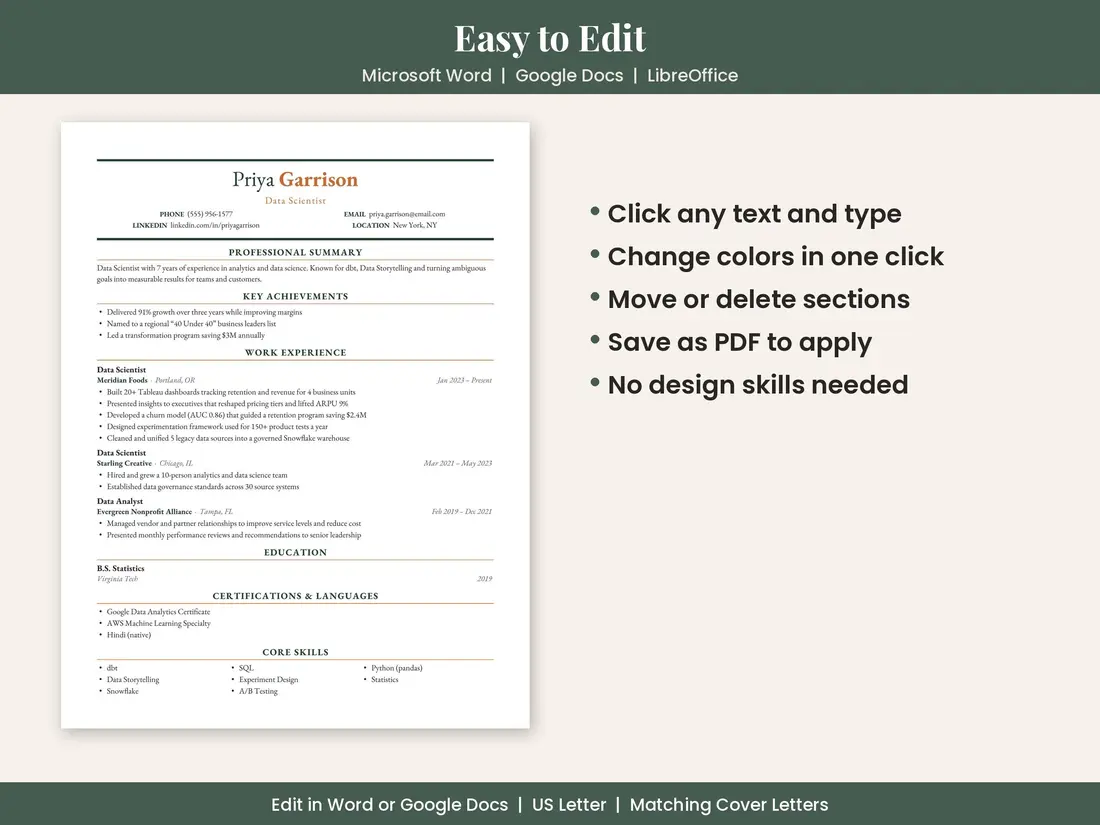 Easy to Edit
Microsoft Word | Google Docs | LibreOffice
Priya Garrison
Data Scientist
PHONE (555) 956-1577 EMAIL priya.garrison@email.com
LINKEDIN linkedin.com/in/priyagarrison LOCATION New York, NY
PROFESSIONAL SUMMARY
Data Scientist with 7 years of experience in analytics and data science. Known for dbt, Data Storytelling and turning ambiguous
goals into measurable results for teams and customers.
KEY ACHIEVEMENTS
• Delivered 91% growth over three years while improving margins
• Named to a regional “40 Under 40” business leaders list
• Led a transformation program saving $3M annually
WORK EXPERIENCE
Data Scientist
Meridian Foods · Portland, OR Jan 2023 – Present
• Built 20+ Tableau dashboards tracking retention and revenue for 4 business units
• Presented insights to executives that reshaped pricing tiers and lifted ARPU 9%
• Developed a churn model (AUC 0.86) that guided a retention program saving $2.4M
• Designed experimentation framework used for 150+ product tests a year
• Cleaned and unified 5 legacy data sources into a governed Snowflake warehouse
Data Scientist
Starling Creative · Chicago, IL Mar 2021 – May 2023
• Hired and grew a 10-person analytics and data science team
• Established data governance standards across 30 source systems
Data Analyst
Evergreen Nonprofit Alliance · Tampa, FL Feb 2019 – Dec 2021
• Managed vendor and partner relationships to improve service levels and reduce cost
• Presented monthly performance reviews and recommendations to senior leadership
EDUCATION
B.S. Statistics
Virginia Tech 2019
CERTIFICATIONS & LANGUAGES
• Google Data Analytics Certificate
• AWS Machine Learning Specialty
• Hindi (native)
CORE SKILLS
• dbt • SQL • Python (pandas)
• Data Storytelling • Experiment Design • Statistics
• Snowflake • A/B Testing
• Click any text and type
• Change colors in one click
• Move or delete sections
• Save as PDF to apply
• No design skills needed
Edit in Word or Google Docs | US Letter | Matching Cover Letters